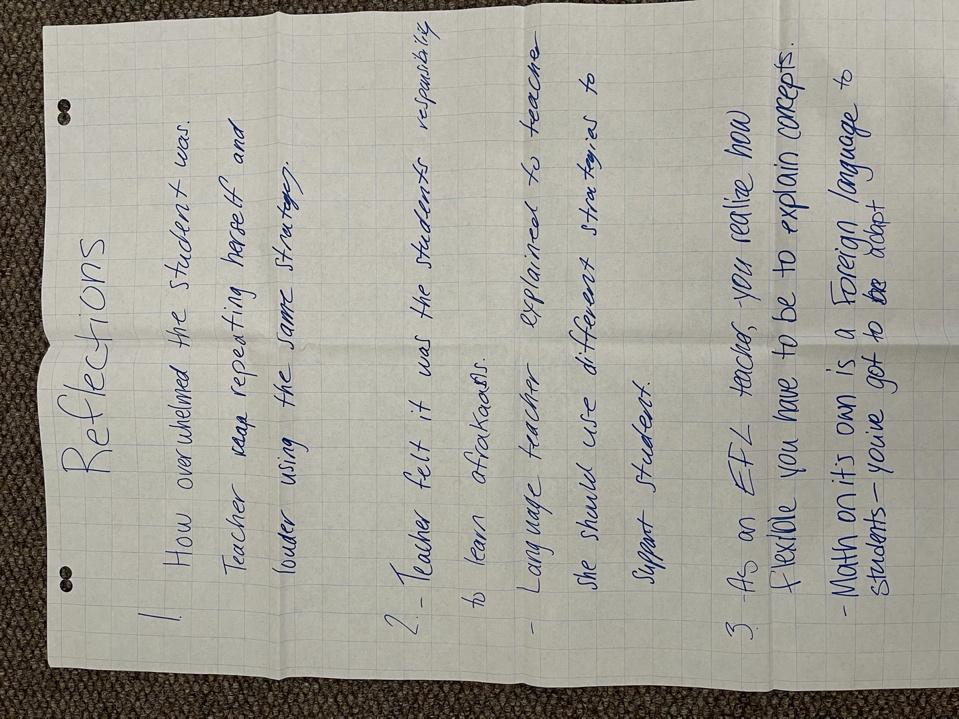 Reflections
1 How overwhelmed the student was.
Teacher keep repeating herself and
louder using the same strategy.
2. - Teacher felt it was the students responsibility
to learn afrakaans.
- Language teacher explained to teacher
she should use different strategies to
support student.
3. - As an EFL teacher, you realize how
flexible you have to be to explain concepts.
- Math on it's own is a Foreign language to
students - you've got to adapt